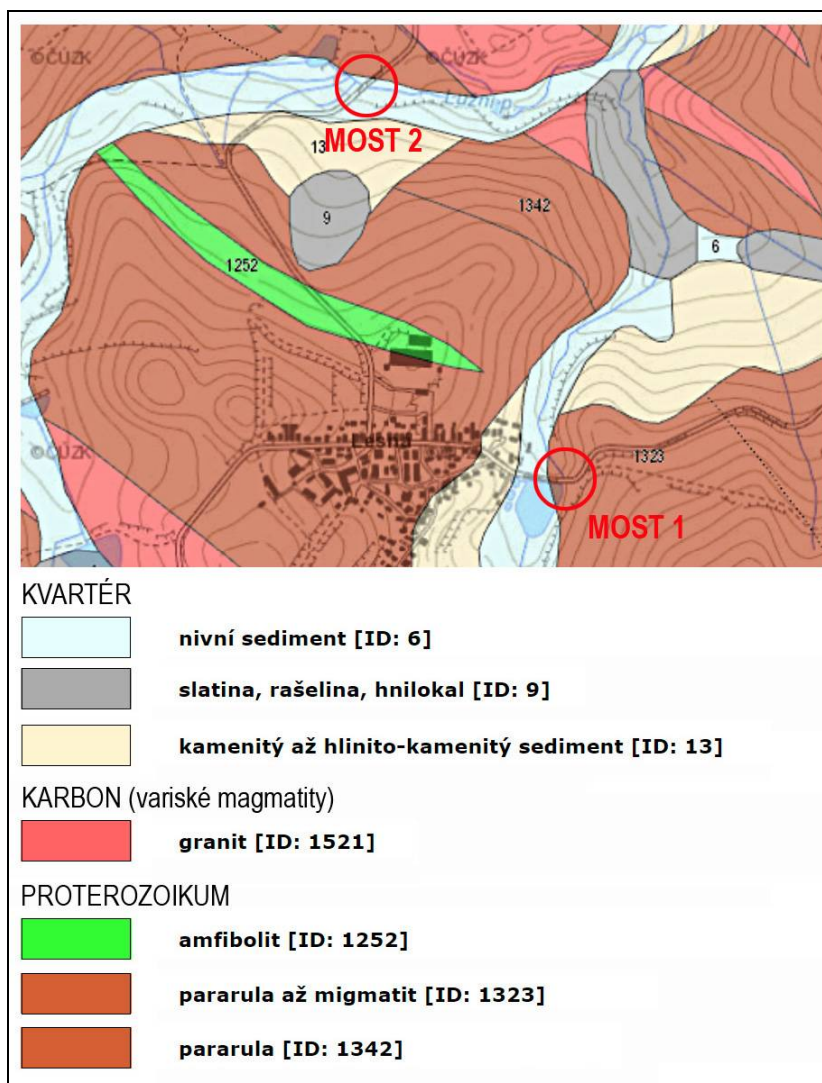 ©ČÚZK
©ČÚZK
Lužní p.
MOST 2
13
1342
9
6
1252
Lesná
©ČÚZK
1323
MOST 1
KVARTÉR
nivní sediment [ID: 6]
slatina, rašelina, hnilokal [ID: 9]
kamenitý až hlinito-kamenitý sediment [ID: 13]
KARBON (variské magmatity)
granit [ID: 1521]
PROTEROZOIKUM
amfibolit [ID: 1252]
pararula až migmatit [ID: 1323]
pararula [ID: 1342]